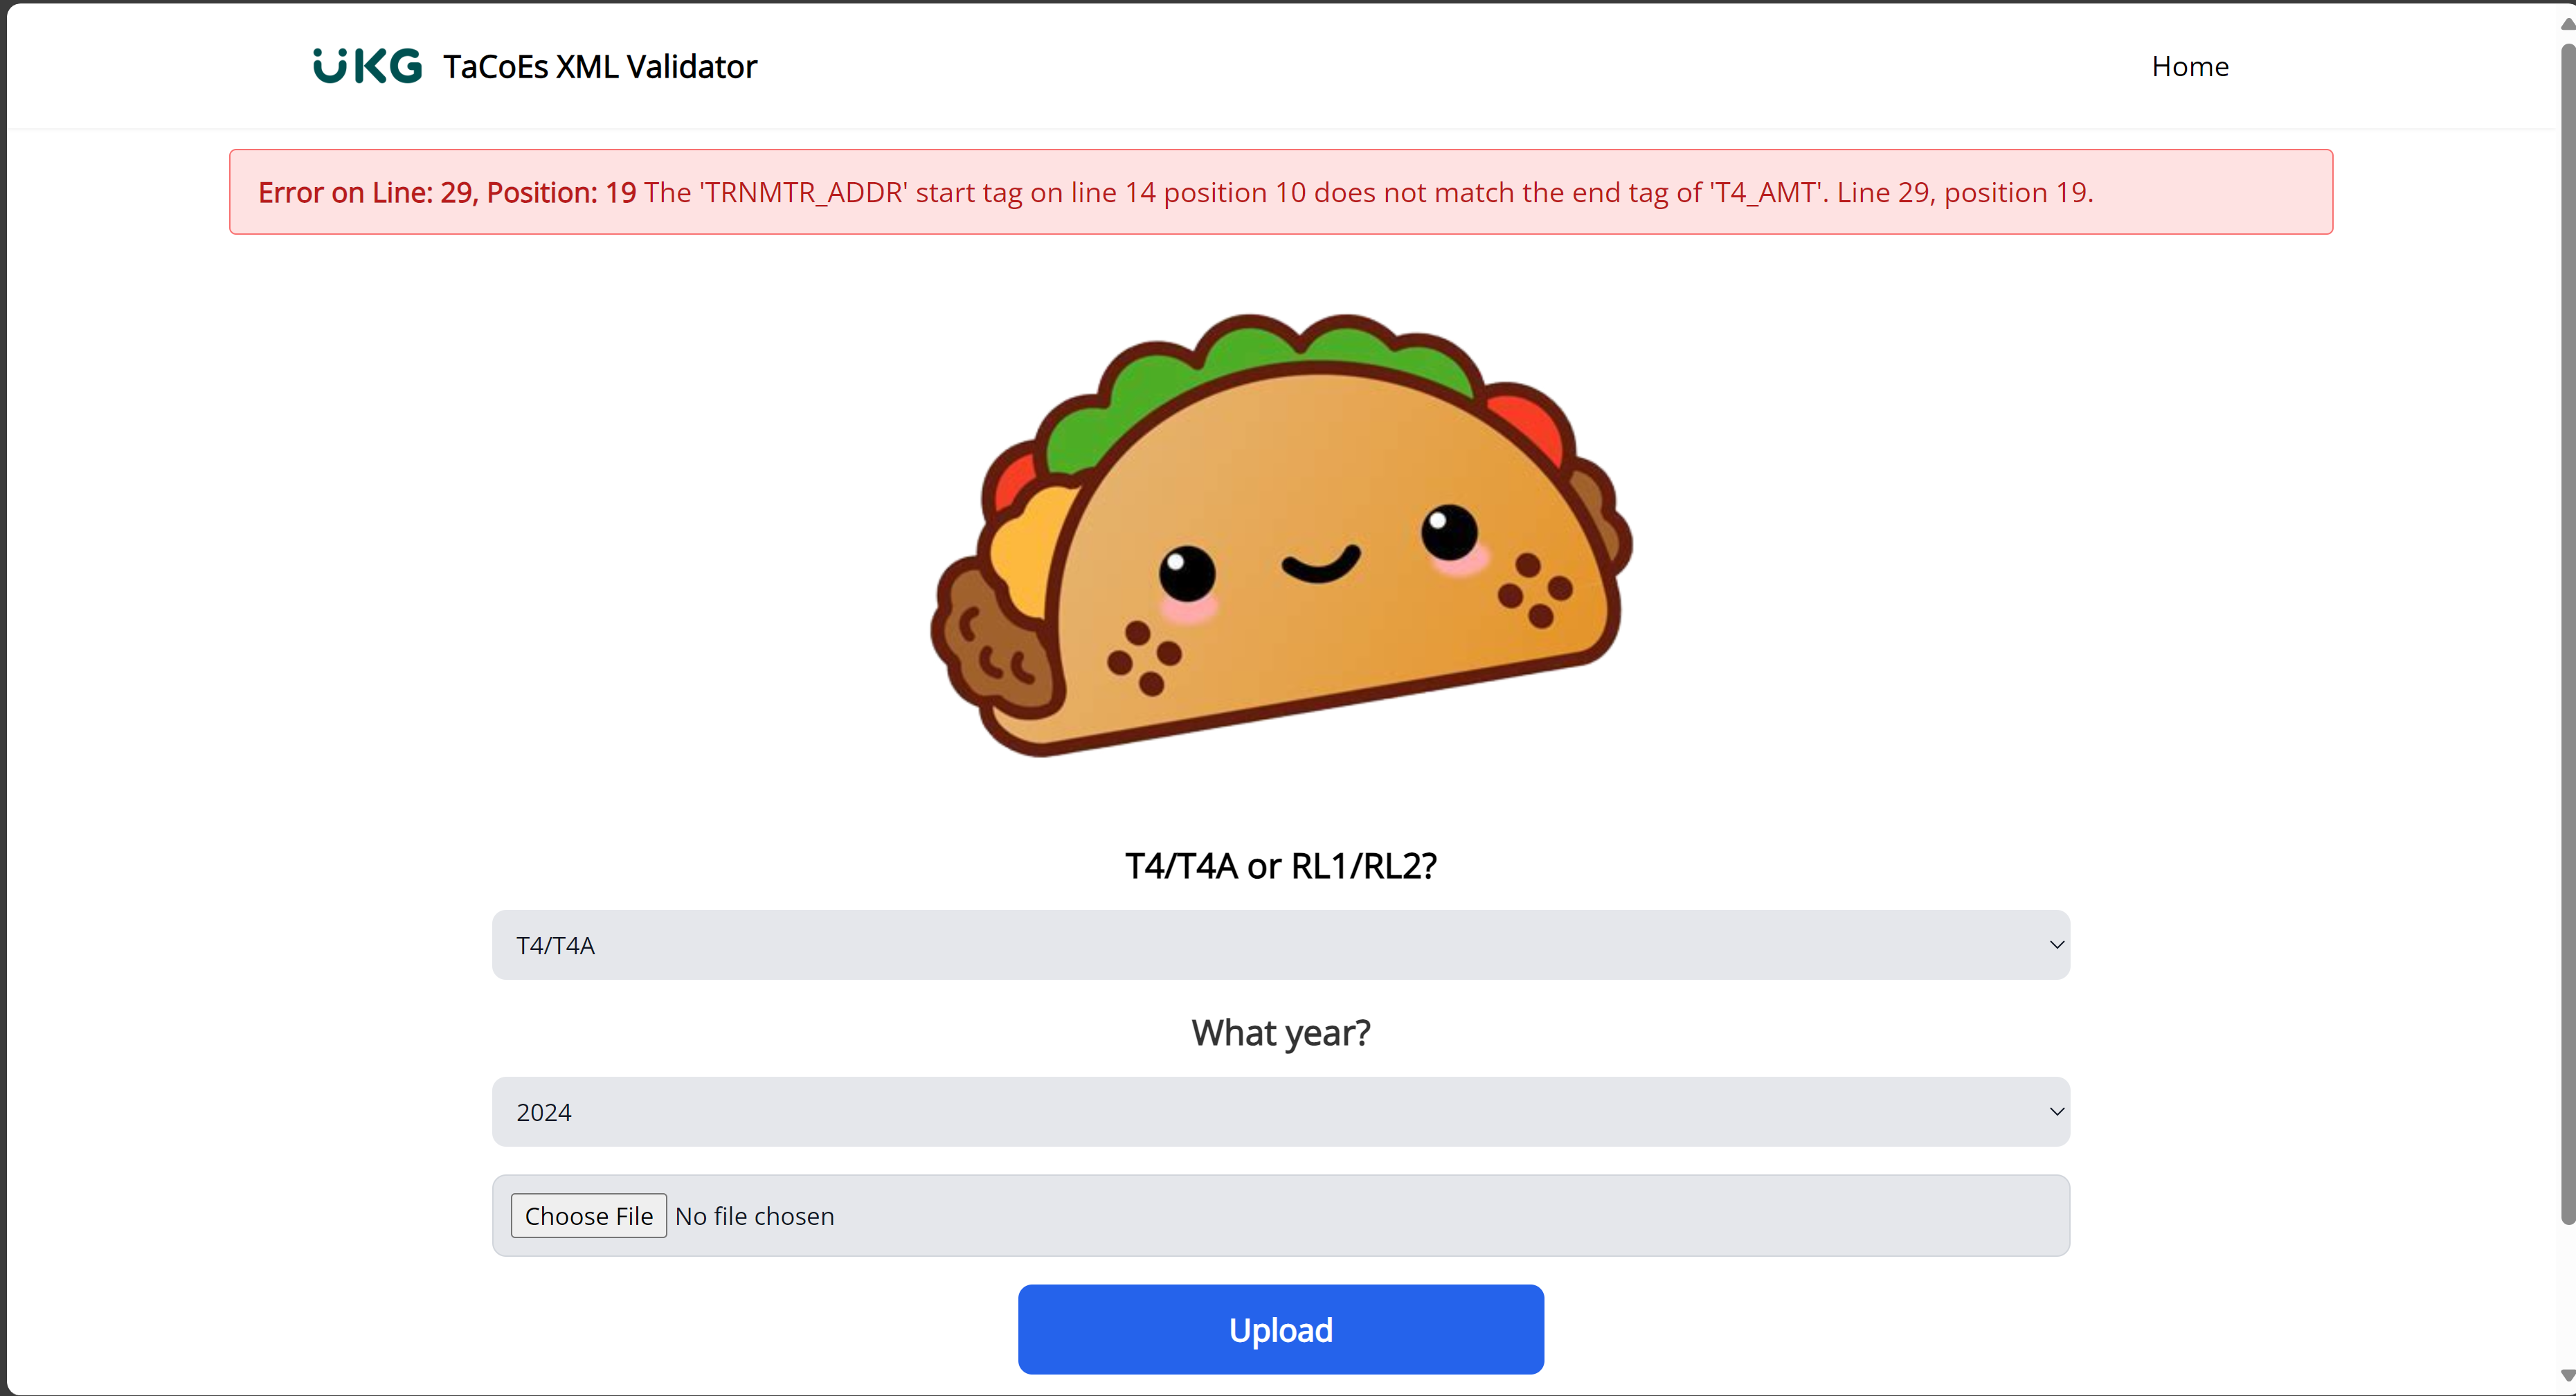 UKG TaCoEs XML Validator Home
Error on Line: 29, Position: 19 The 'TRNMTR_ADDR' start tag on line 14 position 10 does not match the end tag of 'T4_AMT'. Line 29, position 19.
T4/T4A or RL1/RL2?
T4/T4A
What year?
2024
Choose File No file chosen
Upload